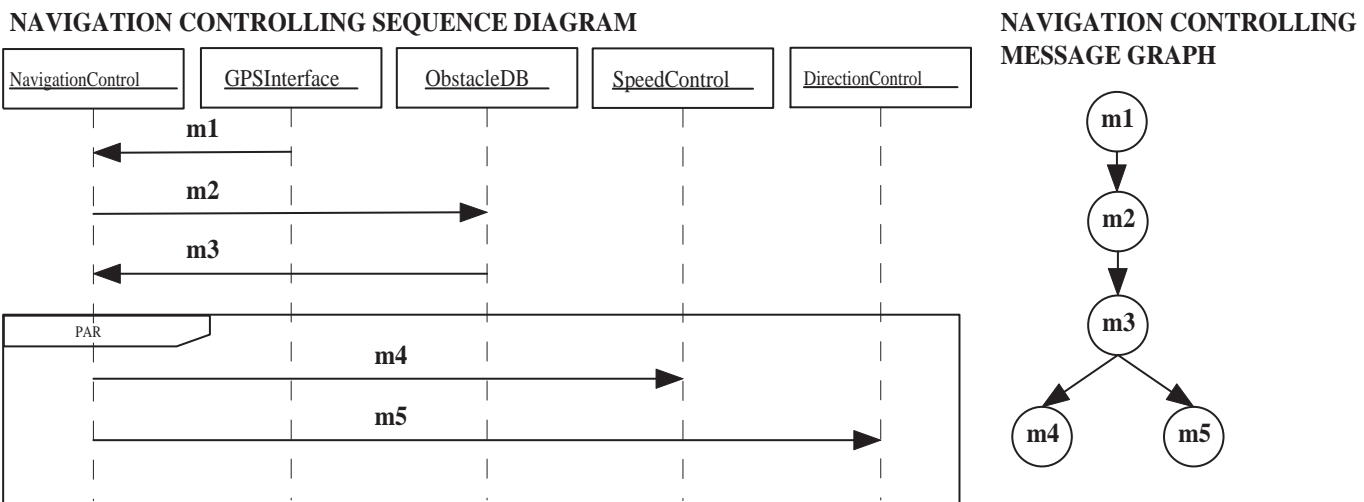 NAVIGATION CONTROLLING SEQUENCE DIAGRAM
NavigationControl
GPSInterface
ObstacleDB
SpeedControl
DirectionControl
m1
m2
m3
PAR
m4
m5
NAVIGATION CONTROLLING
MESSAGE GRAPH
m1
m2
m3
m4
m5